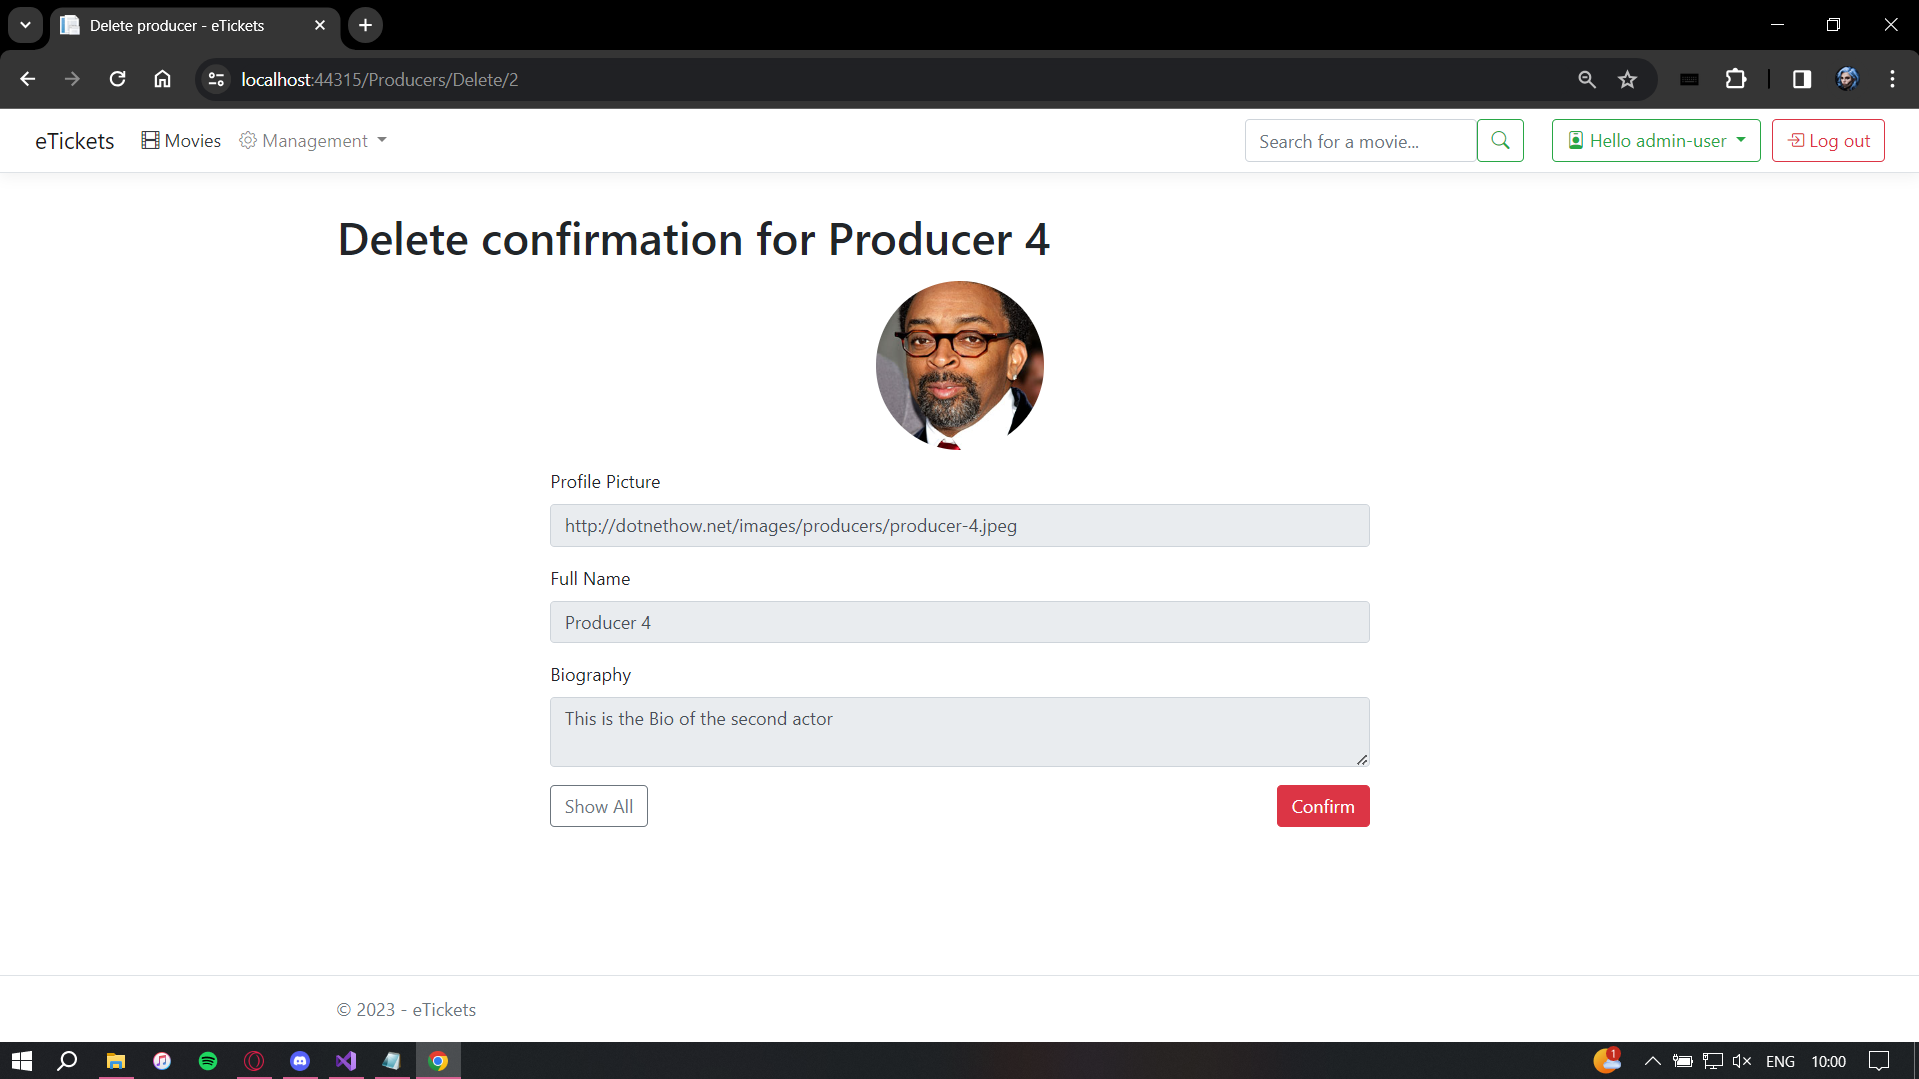 Delete producer - eTickets
localhost:44315/Producers/Delete/2
eTickets Movies Management Search for a movie... Hello admin-user Log out
Delete confirmation for Producer 4
Profile Picture
http://dotnethow.net/images/producers/producer-4.jpeg
Full Name
Producer 4
Biography
This is the Bio of the second actor
Show All Confirm
© 2023 - eTickets
1 ENG 10:00